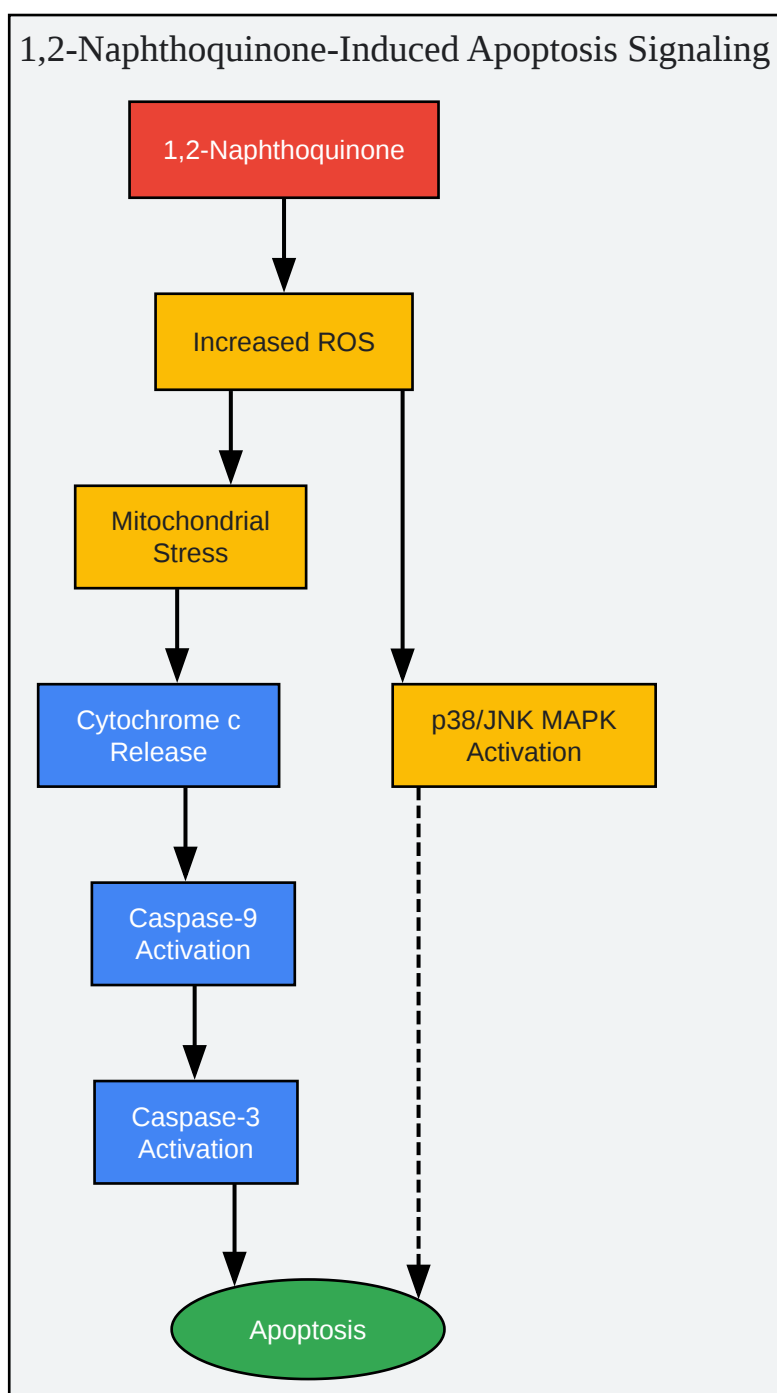 1,2-Naphthoquinone-Induced Apoptosis Signaling
1,2-Naphthoquinone
Increased ROS
Mitochondrial
Stress
Cytochrome c
Release
p38/JNK MAPK
Activation
Caspase-9
Activation
Caspase-3
Activation
Apoptosis